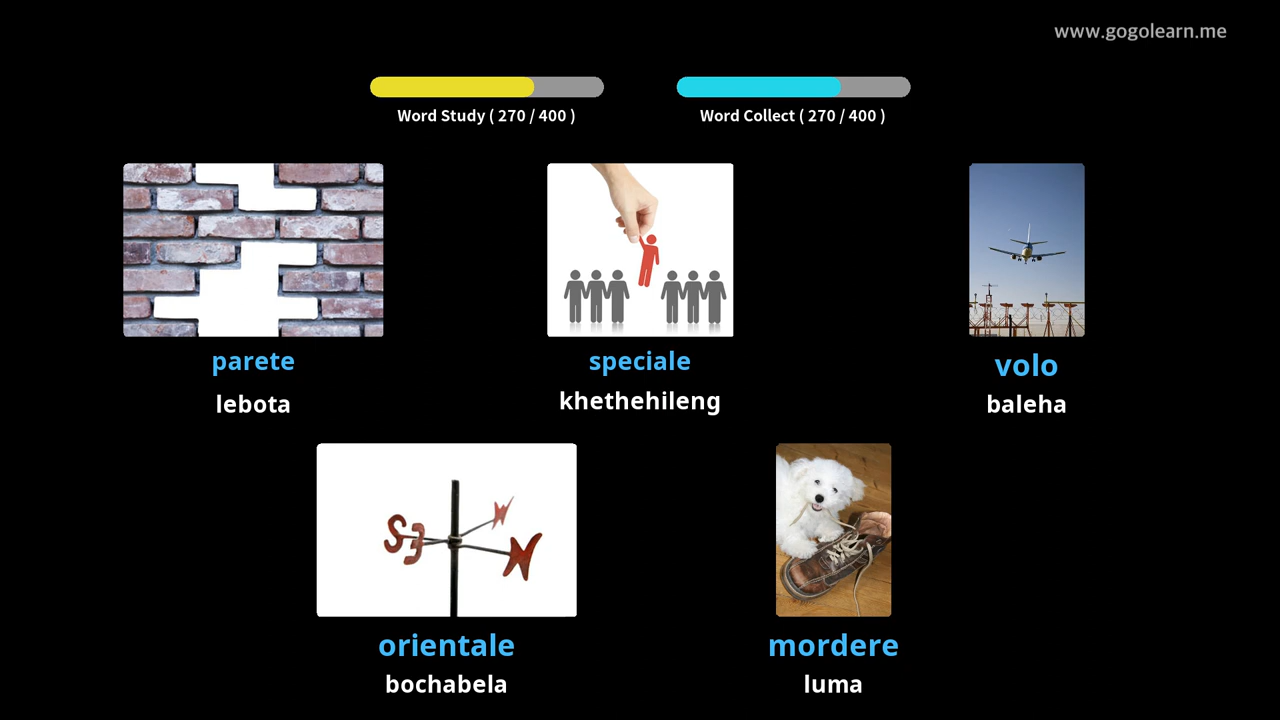 www.gogolearn.me
Word Study ( 270 / 400 )
Word Collect ( 270 / 400 )
parete
lebota
speciale
khethehileng
volo
baleha
orientale
bochabela
mordere
luma